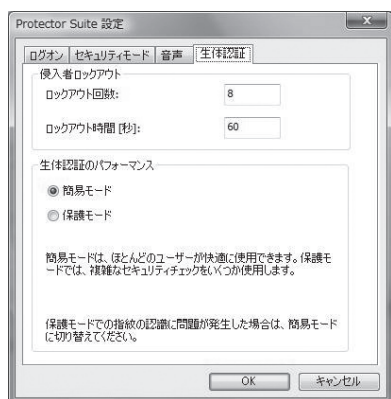 Protector Suite 設定
ログオン セキュリティモード 音声 生体認証
侵入者ロックアウト
ロックアウト回数: 8
ロックアウト時間 [秒]: 60
生体認証のパフォーマンス
簡易モード
保護モード
簡易モードは、ほとんどのユーザーが快適に使用できます。保護モ
ードでは、複雑なセキュリティチェックをいくつか使用します。
保護モードでの指紋の認識に問題が発生した場合は、簡易モード
に切り替えてください。
OK キャンセル